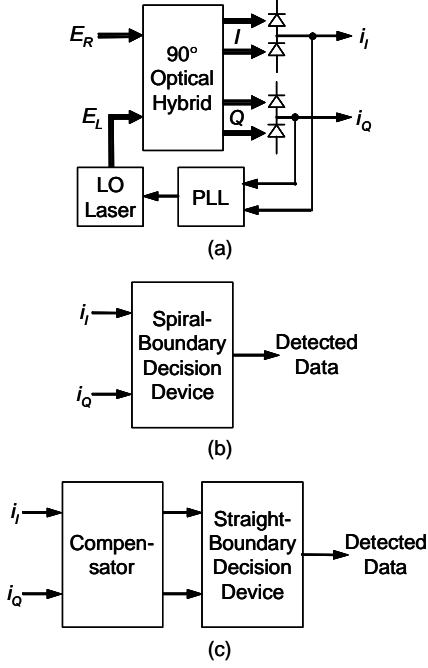 E_R
90°
Optical
Hybrid
I
i_I
E_L
Q
i_Q
LO
Laser
PLL
(a)
i_I
Spiral-
Boundary
Decision
Device
Detected
Data
i_Q
(b)
i_I
Compen-
sator
Straight-
Boundary
Decision
Device
Detected
Data
i_Q
(c)